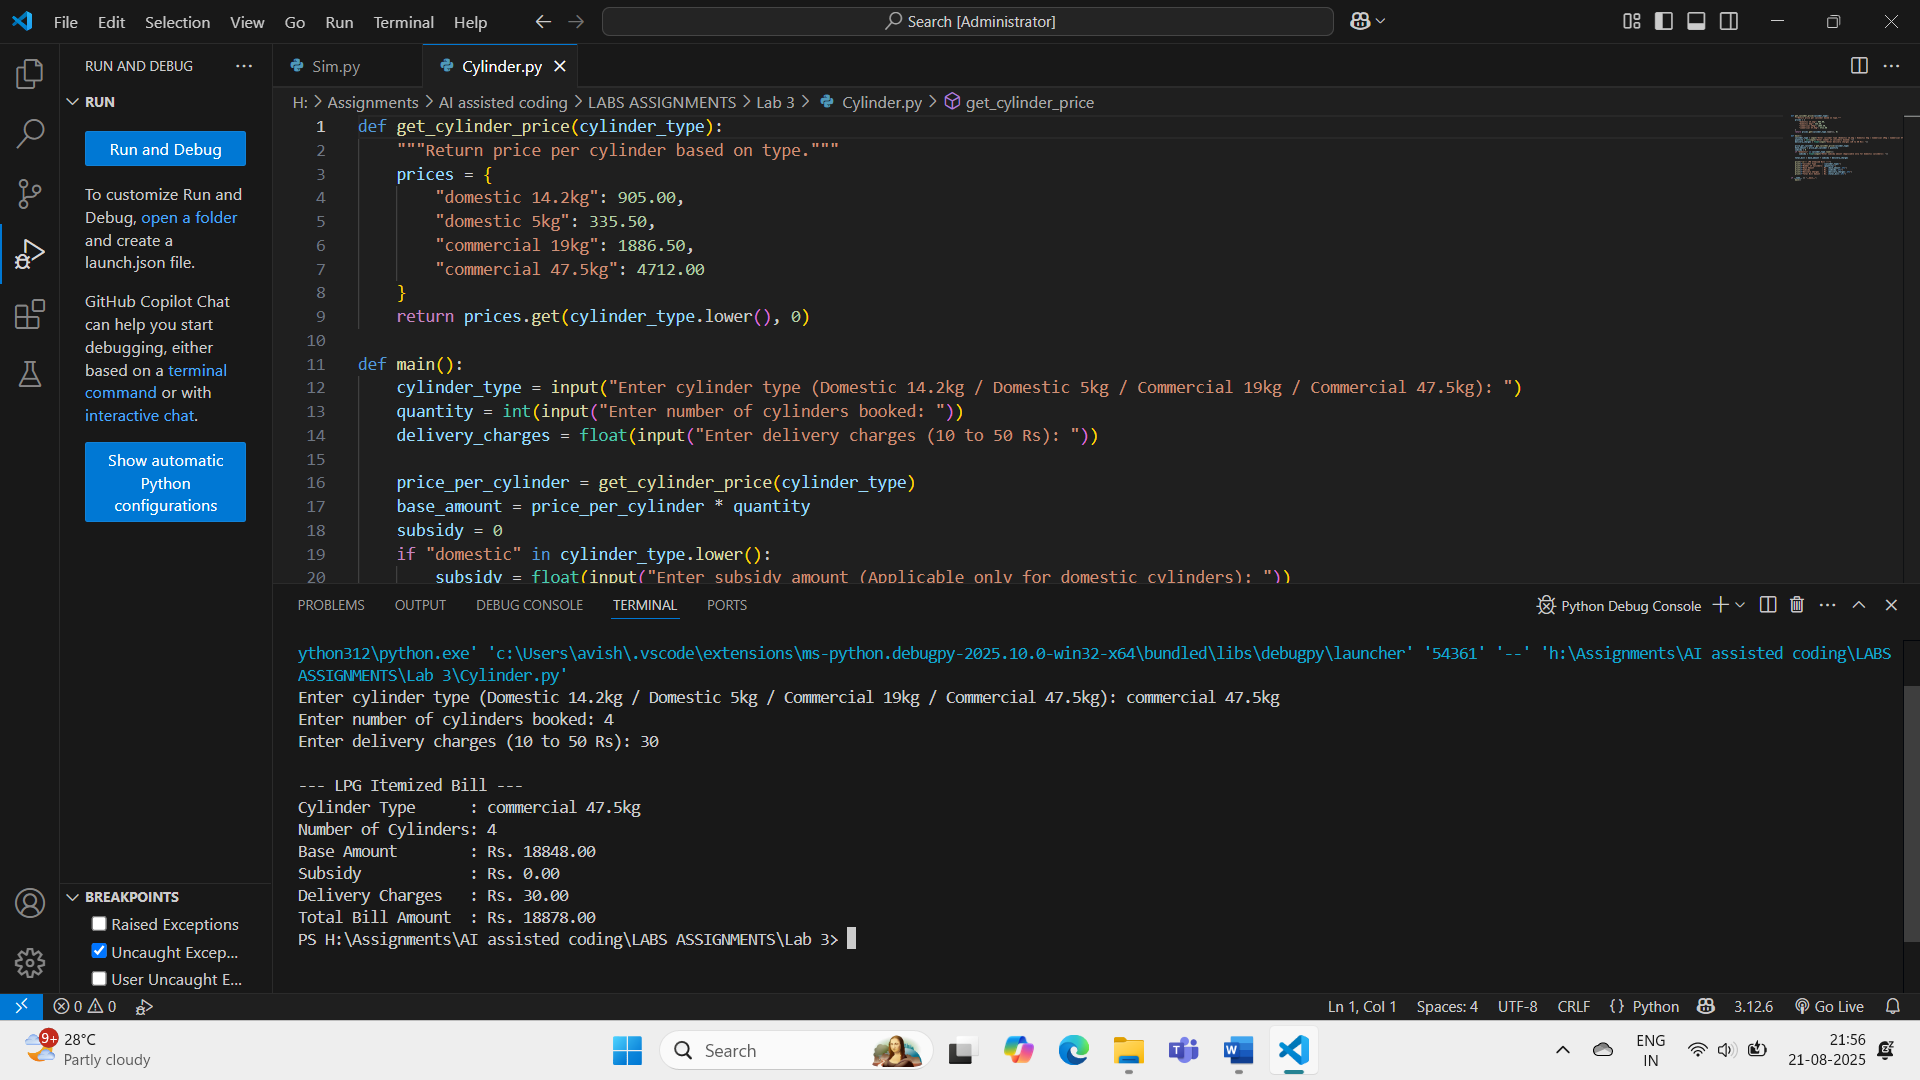 File Edit Selection View Go Run Terminal Help
Search [Administrator]
RUN AND DEBUG
RUN
Run and Debug
To customize Run and
Debug, open a folder
and create a
launch.json file.
GitHub Copilot Chat
can help you start
debugging, either
based on a terminal
command or with
interactive chat.
Show automatic
Python
configurations
BREAKPOINTS
Raised Exceptions
Uncaught Excep...
User Uncaught E...
Sim.py Cylinder.py
H: > Assignments > AI assisted coding > LABS ASSIGNMENTS > Lab 3 > Cylinder.py > get_cylinder_price
1 def get_cylinder_price(cylinder_type):
2 """Return price per cylinder based on type."""
3 prices = {
4 "domestic 14.2kg": 905.00,
5 "domestic 5kg": 335.50,
6 "commercial 19kg": 1886.50,
7 "commercial 47.5kg": 4712.00
8 }
9 return prices.get(cylinder_type.lower(), 0)
10
11 def main():
12 cylinder_type = input("Enter cylinder type (Domestic 14.2kg / Domestic 5kg / Commercial 19kg / Commercial 47.5kg): ")
13 quantity = int(input("Enter number of cylinders booked: "))
14 delivery_charges = float(input("Enter delivery charges (10 to 50 Rs): "))
15
16 price_per_cylinder = get_cylinder_price(cylinder_type)
17 base_amount = price_per_cylinder * quantity
18 subsidy = 0
19 if "domestic" in cylinder_type.lower():
20 subsidy = float(input("Enter subsidy amount (Applicable only for domestic cylinders): "))
PROBLEMS OUTPUT DEBUG CONSOLE TERMINAL PORTS
Python Debug Console
ython312\python.exe' 'c:\Users\avish\.vscode\extensions\ms-python.debugpy-2025.10.0-win32-x64\bundled\libs\debugpy\launcher' '54361' '--' 'h:\Assignments\AI assisted coding\LABS
ASSIGNMENTS\Lab 3\Cylinder.py'
Enter cylinder type (Domestic 14.2kg / Domestic 5kg / Commercial 19kg / Commercial 47.5kg): commercial 47.5kg
Enter number of cylinders booked: 4
Enter delivery charges (10 to 50 Rs): 30
--- LPG Itemized Bill ---
Cylinder Type : commercial 47.5kg
Number of Cylinders: 4
Base Amount : Rs. 18848.00
Subsidy : Rs. 0.00
Delivery Charges : Rs. 30.00
Total Bill Amount : Rs. 18878.00
PS H:\Assignments\AI assisted coding\LABS ASSIGNMENTS\Lab 3>
0 0
Ln 1, Col 1 Spaces: 4 UTF-8 CRLF {} Python 3.12.6 Go Live
9+
28°C
Partly cloudy
Search
ENG
IN
21:56
21-08-2025